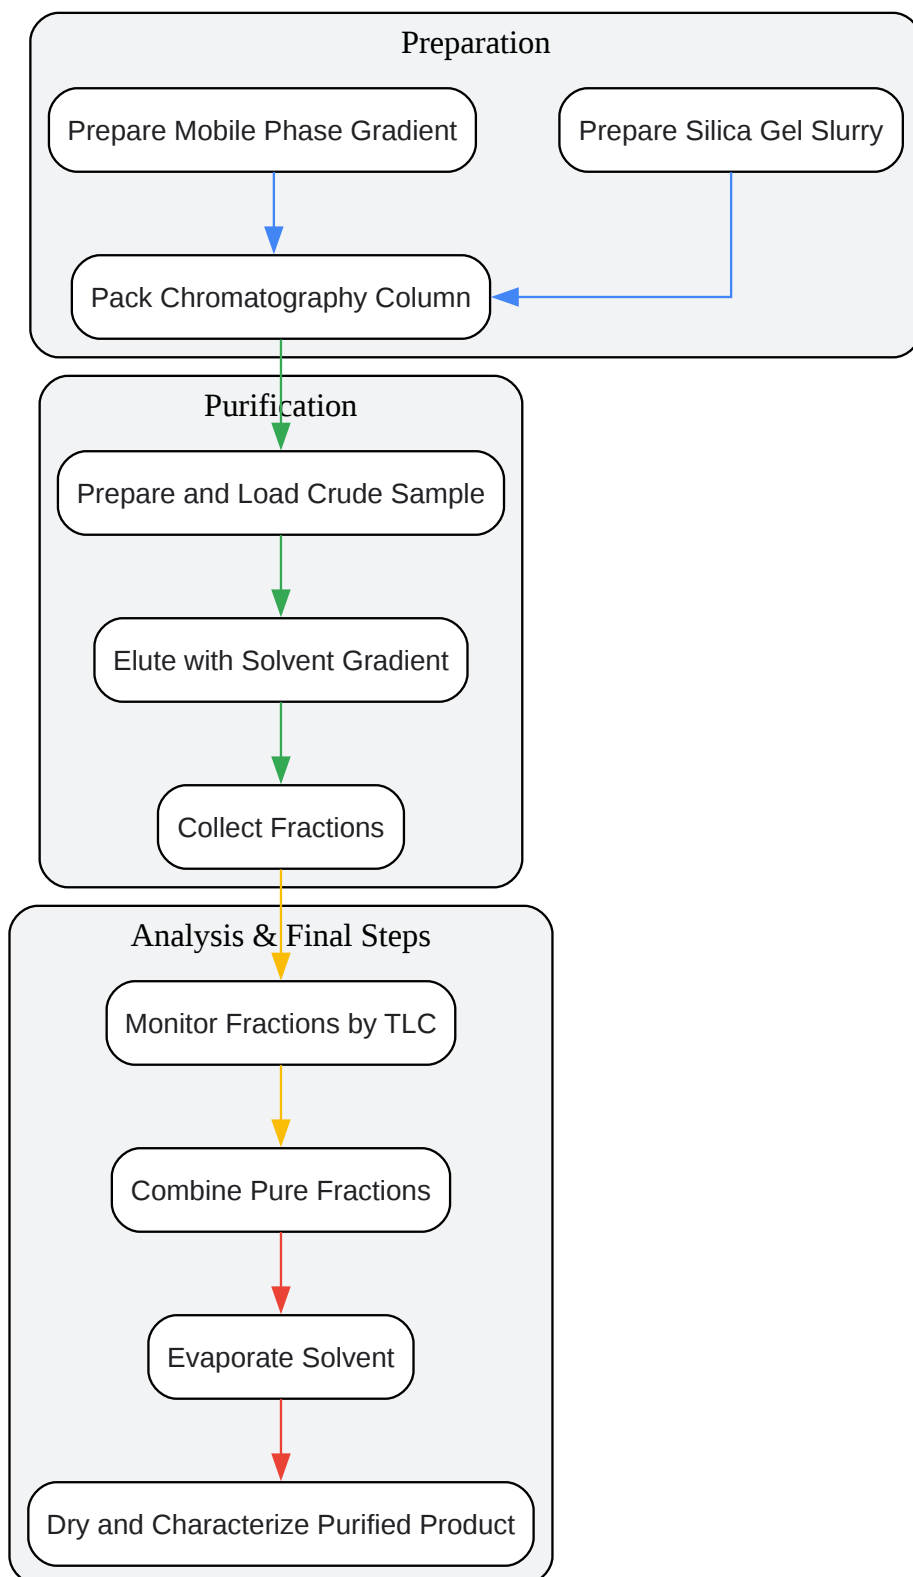 Preparation
Prepare Mobile Phase Gradient
Prepare Silica Gel Slurry
Pack Chromatography Column
Purification
Prepare and Load Crude Sample
Elute with Solvent Gradient
Collect Fractions
Analysis & Final Steps
Monitor Fractions by TLC
Combine Pure Fractions
Evaporate Solvent
Dry and Characterize Purified Product